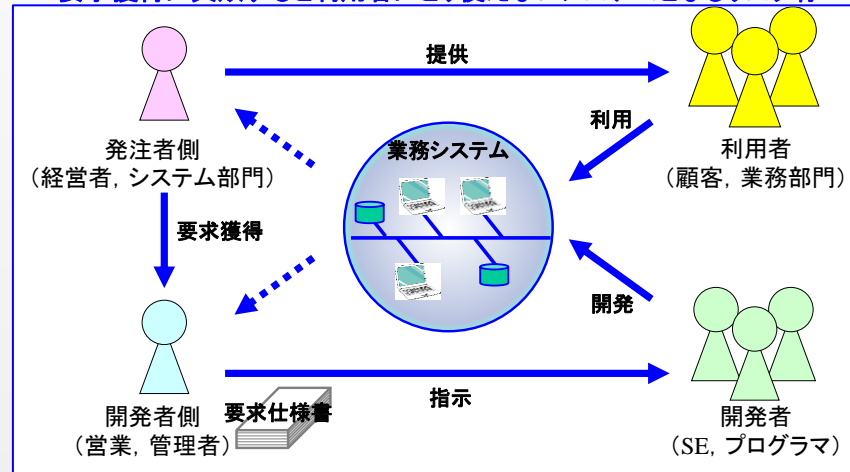 提供
発注者側
(経営者, システム部門)
業務システム
利用
利用者
(顧客, 業務部門)
要求獲得
開発
開発者側
(営業, 管理者)
要求仕様書
指示
開発者
(SE, プログラマ)